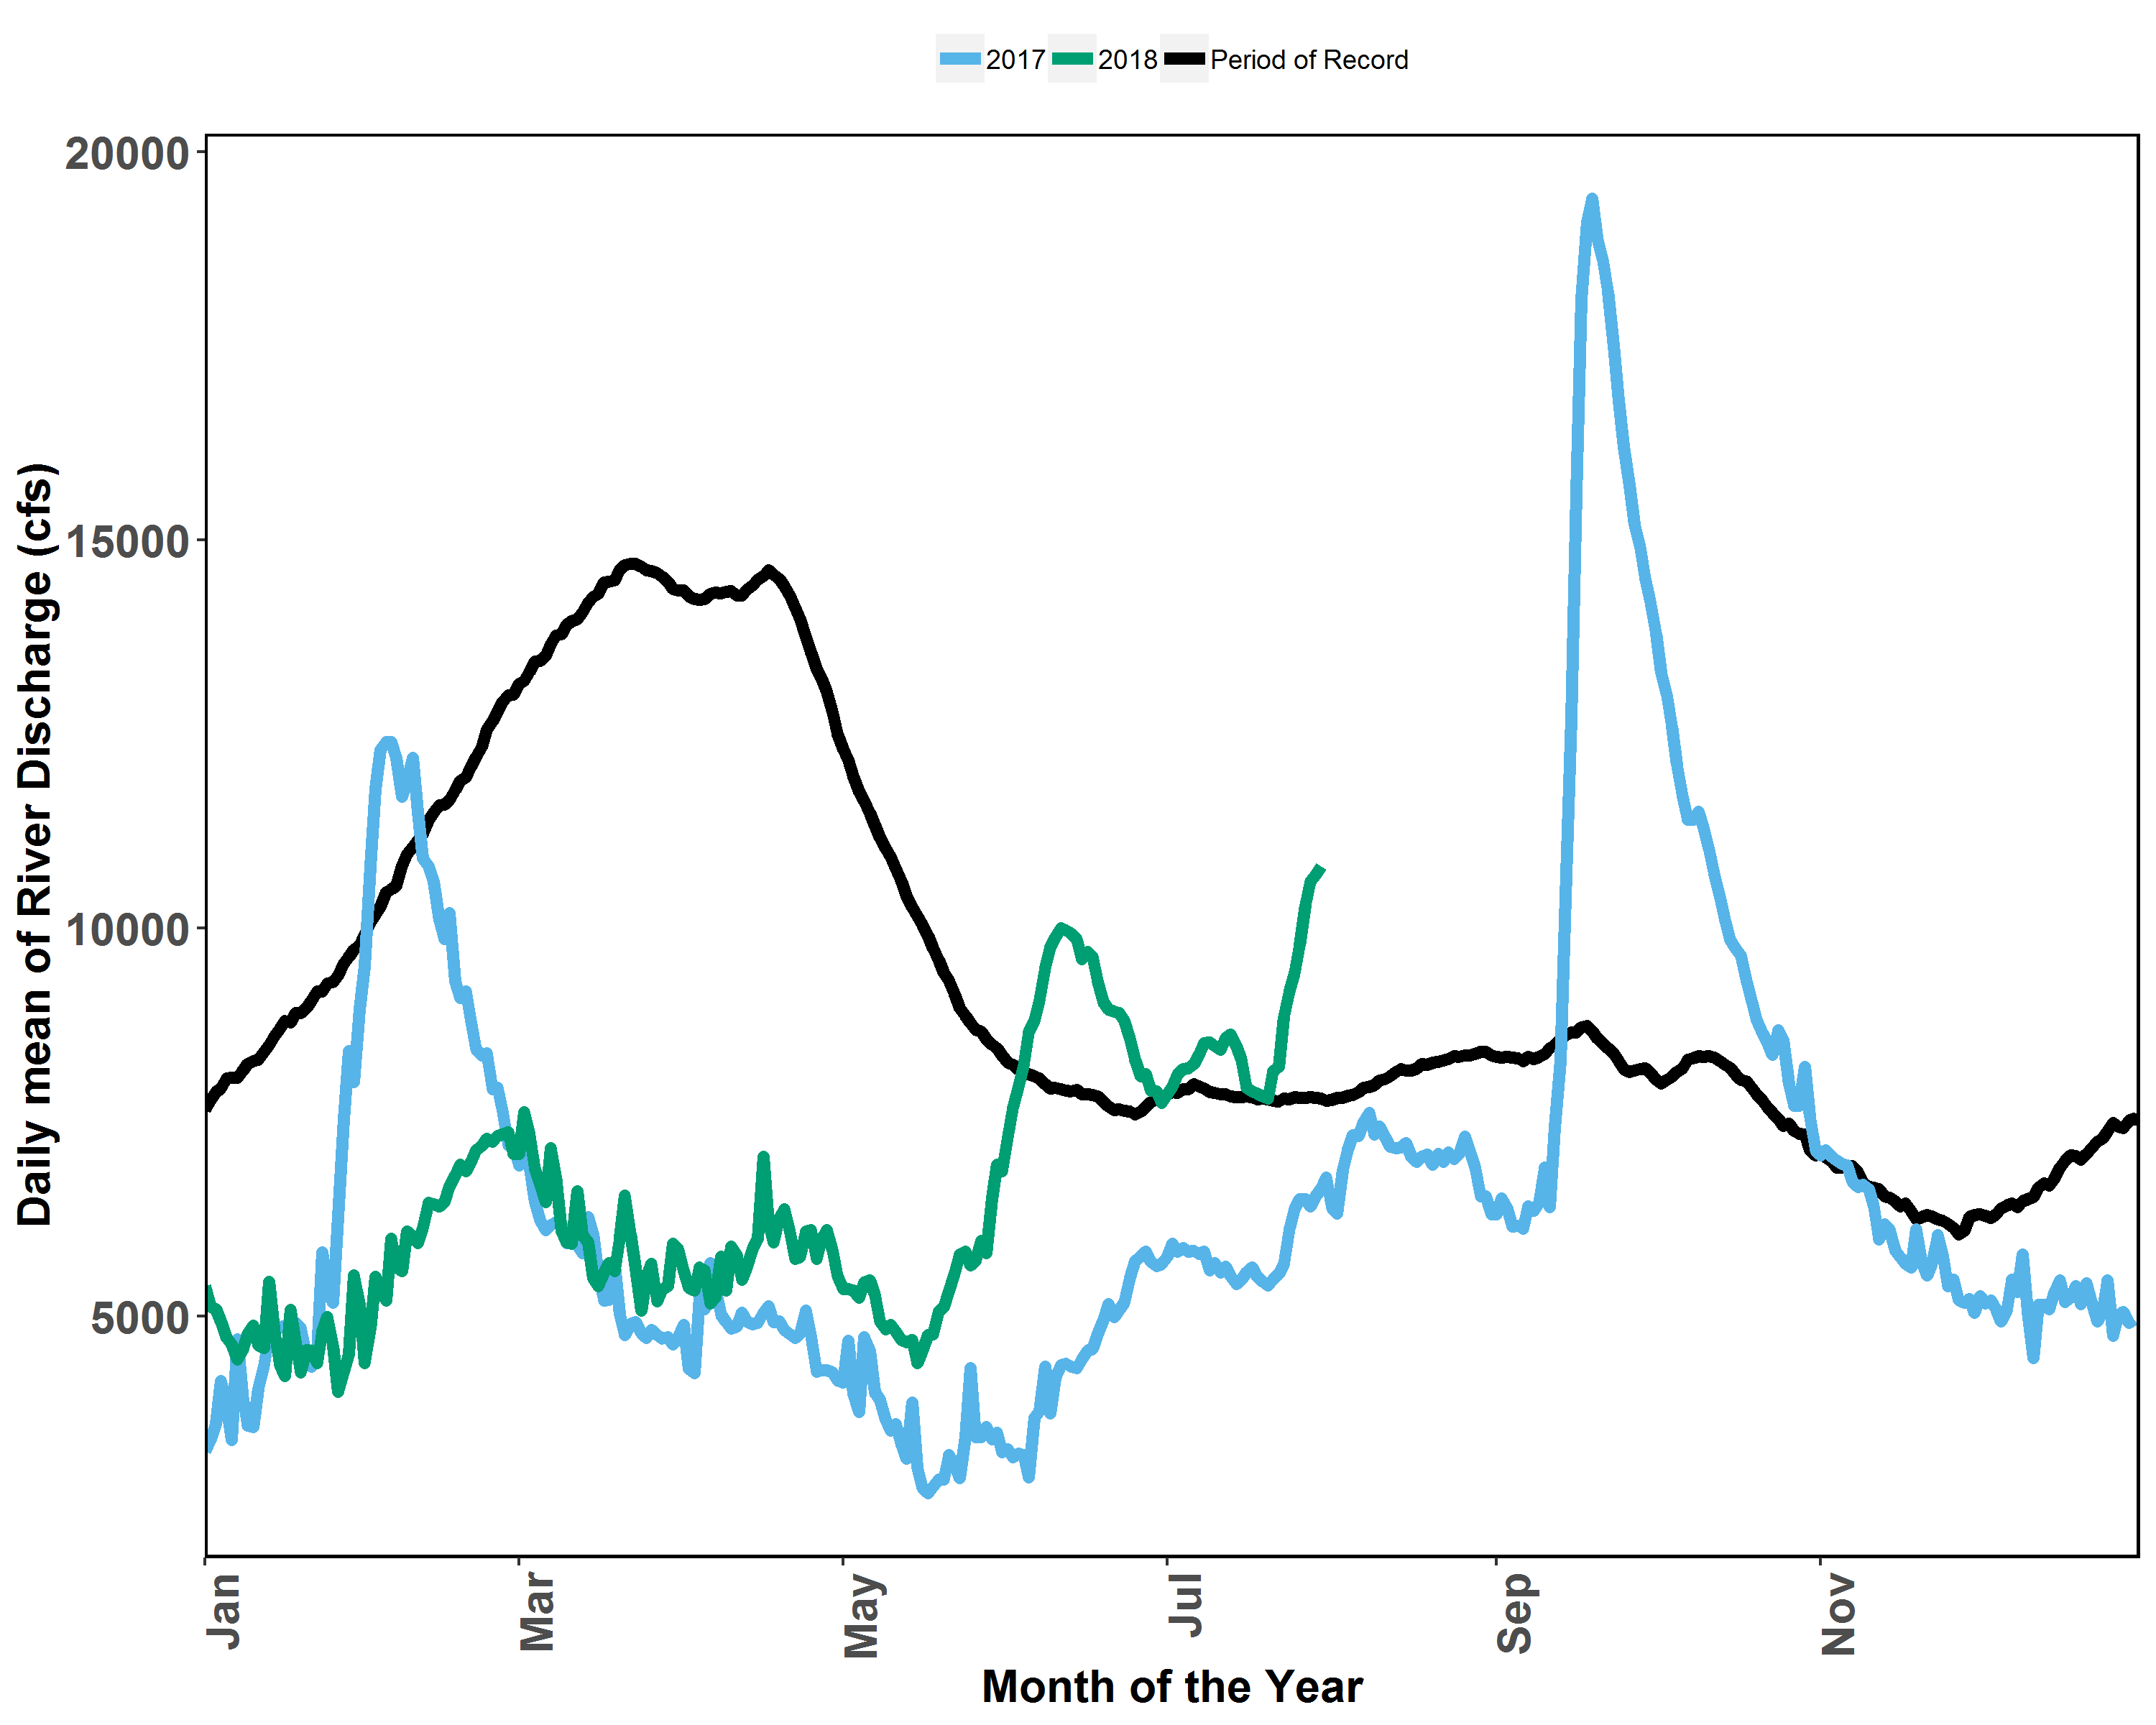 2017 2018 Period of Record
20000
15000
10000
5000
Daily mean of River Discharge (cfs)
Jan Mar May Jul Sep Nov
Month of the Year